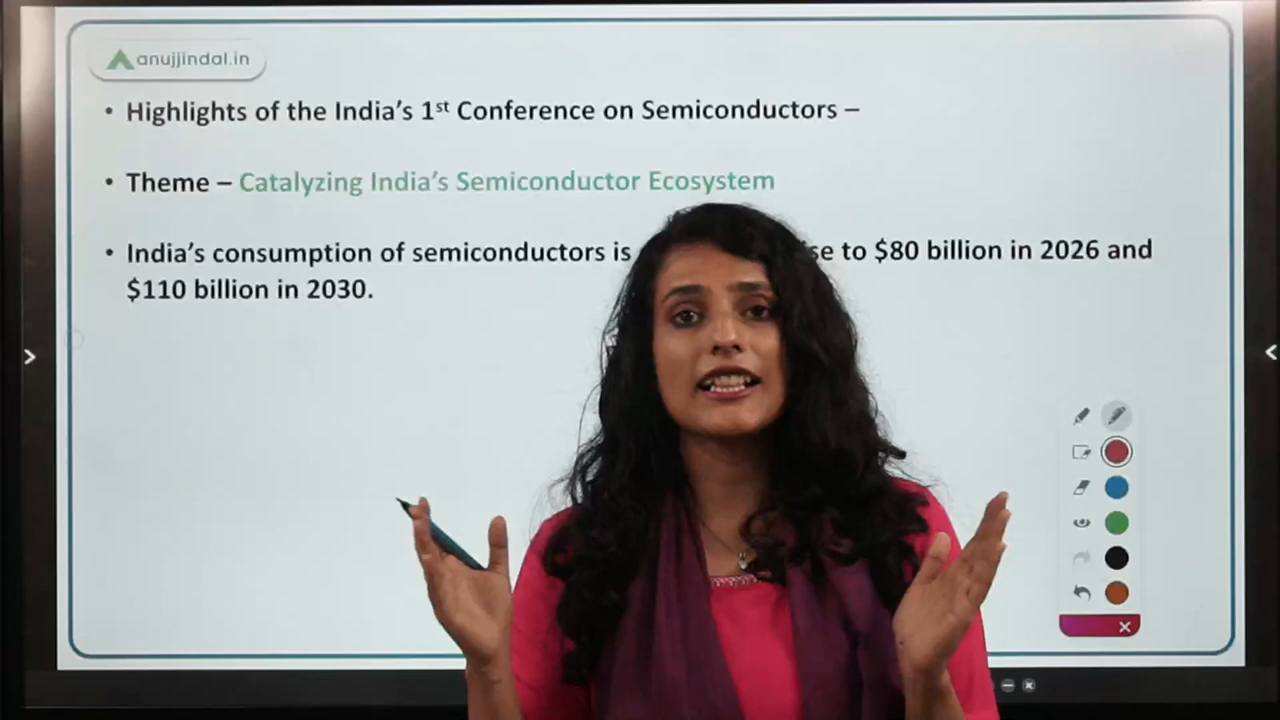 anujjindal.in
• Highlights of the India's 1st Conference on Semiconductors –
• Theme – Catalyzing India's Semiconductor Ecosystem
• India's consumption of semiconductors is to $80 billion in 2026 and
$110 billion in 2030.